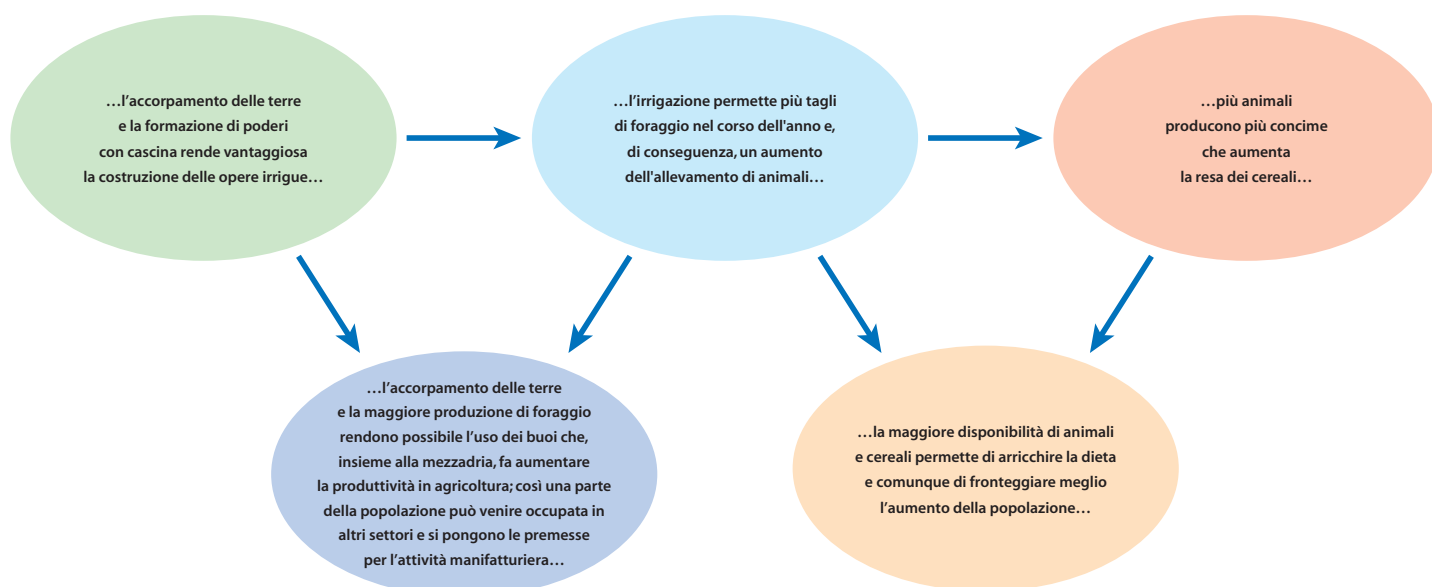 …l’accorpamento delle terre
e la formazione di poderi
con cascina rende vantaggiosa
la costruzione delle opere irrigue…
…l’irrigazione permette più tagli
di foraggio nel corso dell'anno e,
di conseguenza, un aumento
dell'allevamento di animali…
…più animali
producono più concime
che aumenta
la resa dei cereali…
…l’accorpamento delle terre
e la maggiore produzione di foraggio
rendono possibile l’uso dei buoi che,
insieme alla mezzadria, fa aumentare
la produttività in agricoltura; così una parte
della popolazione può venire occupata in
altri settori e si pongono le premesse
per l’attività manifatturiera…
…la maggiore disponibilità di animali
e cereali permette di arricchire la dieta
e comunque di fronteggiare meglio
l’aumento della popolazione…